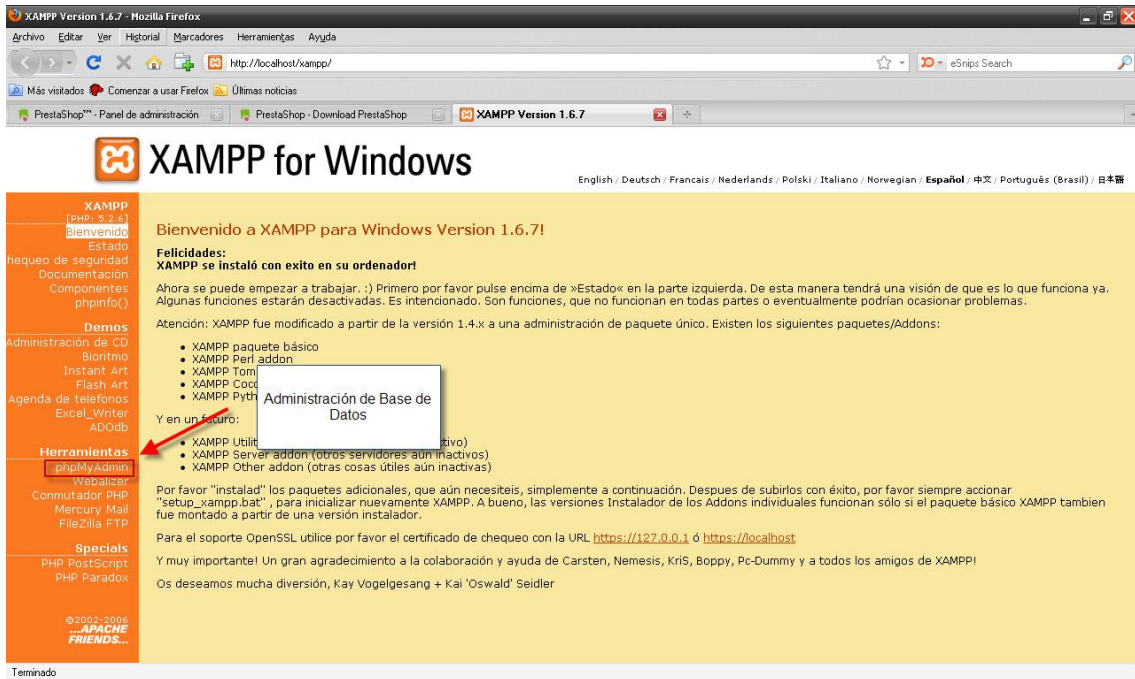 XAMPP Version 1.6.7 - Mozilla Firefox
Archivo Editar Ver Historial Marcadores Herramientas Ayuda
http://localhost/xampp/
eSnips Search
Más visitados Comenzar a usar Firefox Últimas noticias
PrestaShop™ - Panel de administración
PrestaShop - Download PrestaShop
XAMPP Version 1.6.7
XAMPP for Windows
English / Deutsch / Francais / Nederlands / Polski / Italiano / Norwegian / Español / 中文 / Português (Brasil) / 日本語
XAMPP
[PHP: 5.2.6]
Bienvenido
Estado
hequeo de seguridad
Documentación
Componentes
phpinfo()
Demos
Administración de CD
Bioritmo
Instant Art
Flash Art
Agenda de telefonos
Excel_Writer
ADOdb
Herramientas
phpMyAdmin
Webalizer
Conmutador PHP
Mercury Mail
FileZilla FTP
Specials
PHP PostScript
PHP Paradox
©2002-2006
...APACHE
FRIENDS...
Bienvenido a XAMPP para Windows Version 1.6.7!
Felicidades:
XAMPP se instaló con exito en su ordenador!
Ahora se puede empezar a trabajar. :) Primero por favor pulse encima de »Estado« en la parte izquierda. De esta manera tendrá una visión de que es lo que funciona ya.
Algunas funciones estarán desactivadas. Es intencionado. Son funciones, que no funcionan en todas partes o eventualmente podrían ocasionar problemas.
Atención: XAMPP fue modificado a partir de la versión 1.4.x a una administración de paquete único. Existen los siguientes paquetes/Addons:
• XAMPP paquete básico
• XAMPP Perl addon
• XAMPP Tom
• XAMPP Coco
• XAMPP Pyth
Administración de Base de
Datos
Y en un futuro:
• XAMPP Utilit tivo)
• XAMPP Server addon (otros servidores aún inactivos)
• XAMPP Other addon (otras cosas útiles aún inactivas)
Por favor "instalad" los paquetes adicionales, que aún necesiteis, simplemente a continuación. Despues de subirlos con éxito, por favor siempre accionar
"setup_xampp.bat" , para inicializar nuevamente XAMPP. A bueno, las versiones Instalador de los Addons individuales funcionan sólo si el paquete básico XAMPP tambien
fue montado a partir de una versión instalador.
Para el soporte OpenSSL utilice por favor el certificado de chequeo con la URL https://127.0.0.1 ó https://localhost
Y muy importante! Un gran agradecimiento a la colaboración y ayuda de Carsten, Nemesis, KriS, Boppy, Pc-Dummy y a todos los amigos de XAMPP!
Os deseamos mucha diversión, Kay Vogelgesang + Kai 'Oswald' Seidler
Terminado